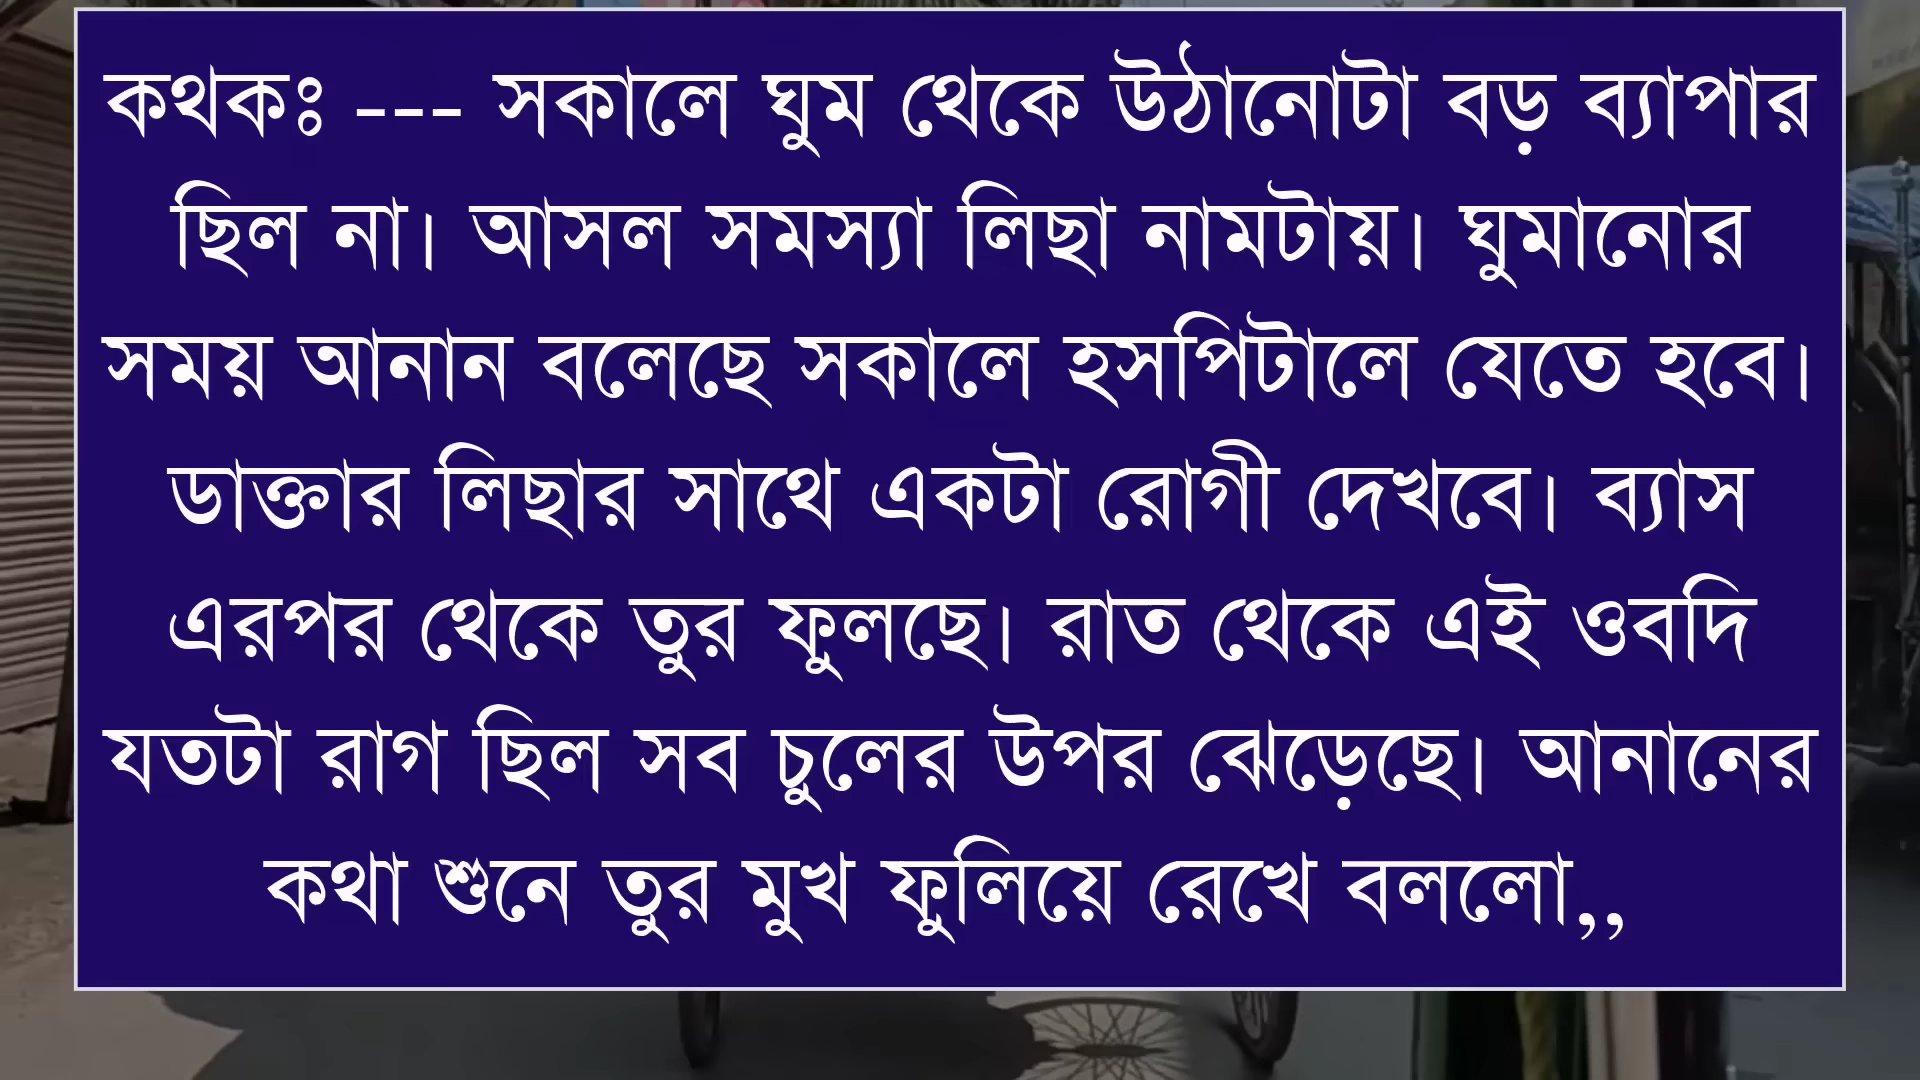 কথকঃ --- সকালে ঘুম থেকে উঠানোটা বড় ব্যাপার
ছিল না। আসল সমস্যা লিছা নামটায়। ঘুমানোর
সময় আনান বলেছে সকালে হসপিটালে যেতে হবে।
ডাক্তার লিছার সাথে একটা রোগী দেখবে। ব্যাস
এরপর থেকে তুর ফুলছে। রাত থেকে এই ওবদি
যতটা রাগ ছিল সব চুলের উপর ঝেড়েছে। আনানের
কথা শুনে তুর মুখ ফুলিয়ে রেখে বললো,,